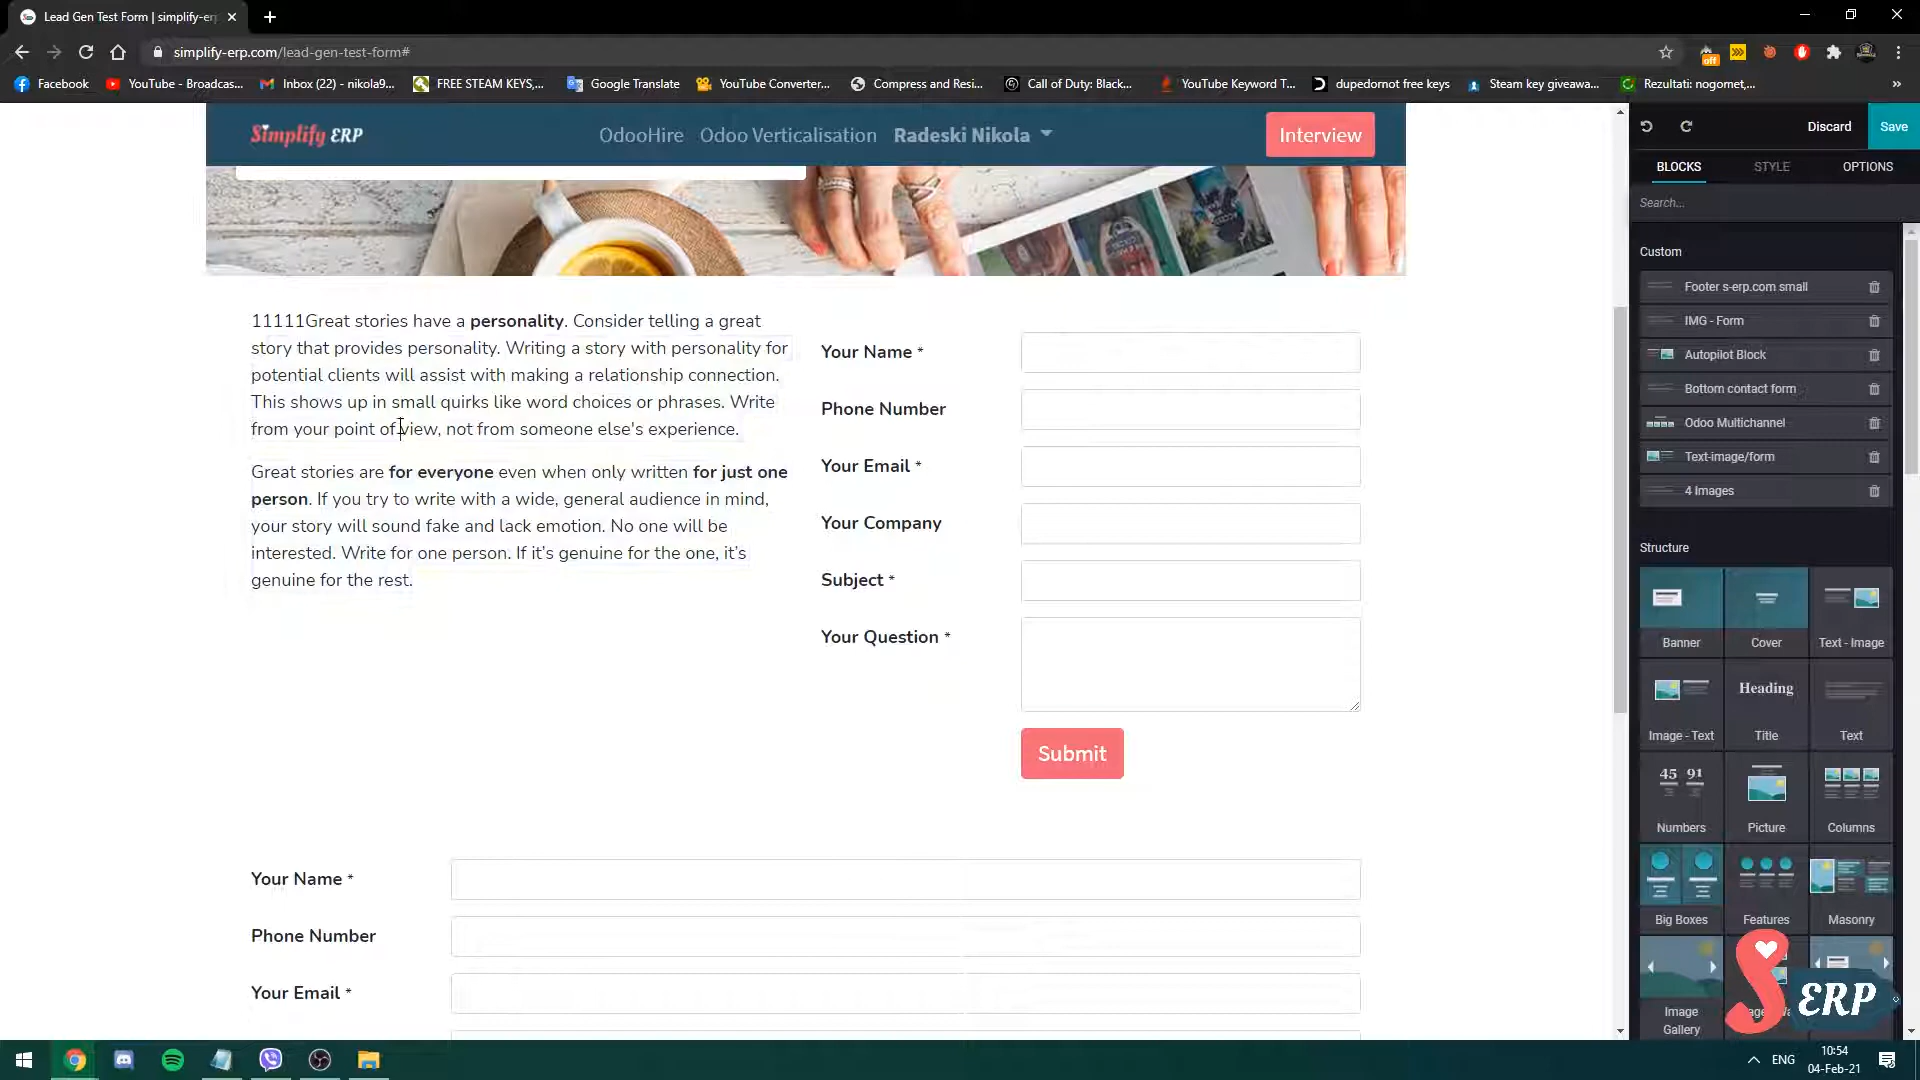 Lead Gen Test Form | simplify-er
simplify-erp.com/lead-gen-test-form#
off
Facebook
YouTube - Broadcas...
Inbox (22) - nikola9...
FREE STEAM KEYS,...
Google Translate
YouTube Converter...
Compress and Resi...
Call of Duty: Black...
YouTube Keyword T...
dupedornot free keys
Steam key giveawa...
Rezultati: nogomet,...
»
Simplify ERP
OdooHire
Odoo Verticalisation
Radeski Nikola
Interview
11111Great stories have a personality. Consider telling a great
story that provides personality. Writing a story with personality for
potential clients will assist with making a relationship connection.
This shows up in small quirks like word choices or phrases. Write
from your point of view, not from someone else's experience.
Great stories are for everyone even when only written for just one
person. If you try to write with a wide, general audience in mind,
your story will sound fake and lack emotion. No one will be
interested. Write for one person. If it's genuine for the one, it's
genuine for the rest.
Your Name *
Phone Number
Your Email *
Your Company
Subject *
Your Question *
Submit
Your Name *
Phone Number
Your Email *
Discard
Save
BLOCKS
STYLE
OPTIONS
Search...
Custom
Footer s-erp.com small
IMG - Form
Autopilot Block
Bottom contact form
Odoo Multichannel
Text-image/form
4 Images
Structure
Banner
Cover
Text - Image
Image - Text
Heading
Title
Text
45 91
Numbers
Picture
Columns
Big Boxes
Features
Masonry
Image
Gallery
S ERP
ENG
10:54
04-Feb-21